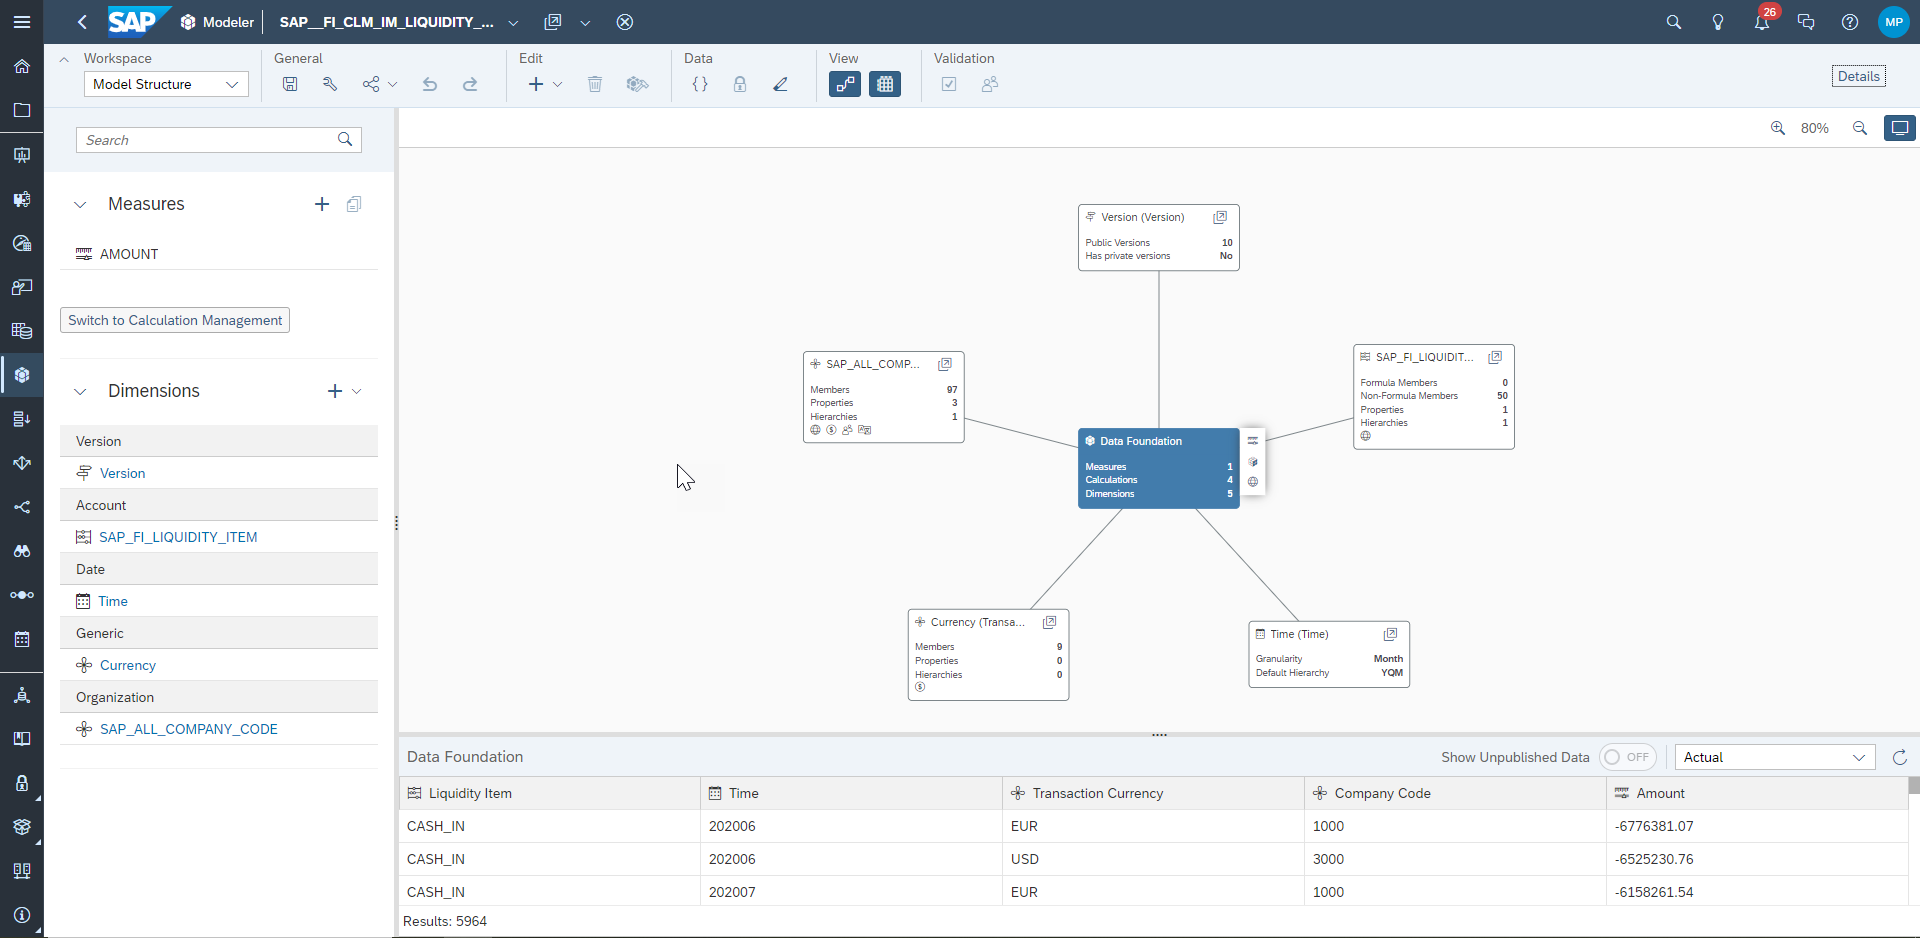 SAP Modeler SAP__FI_CLM_IM_LIQUIDITY_... 26 MP
Workspace General Edit Data View Validation
Model Structure
Details
Search
80%
Measures
AMOUNT
Switch to Calculation Management
Dimensions
Version
Version
Account
SAP_FI_LIQUIDITY_ITEM
Date
Time
Generic
Currency
Organization
SAP_ALL_COMPANY_CODE
Version (Version)
Public Versions 10
Has private versions No
SAP_ALL_COMP...
Members 97
Properties 3
Hierarchies 1
SAP_FI_LIQUIDIT...
Formula Members 0
Non-Formula Members 50
Properties 1
Hierarchies 1
Data Foundation
Measures 1
Calculations 4
Dimensions 5
Currency (Transa...
Members 9
Properties 0
Hierarchies 0
Time (Time)
Granularity Month
Default Hierarchy YQM
Data Foundation Show Unpublished Data OFF Actual
Liquidity Item Time Transaction Currency Company Code Amount
CASH_IN 202006 EUR 1000 -6776381.07
CASH_IN 202006 USD 3000 -6525230.76
CASH_IN 202007 EUR 1000 -6158261.54
Results: 5964